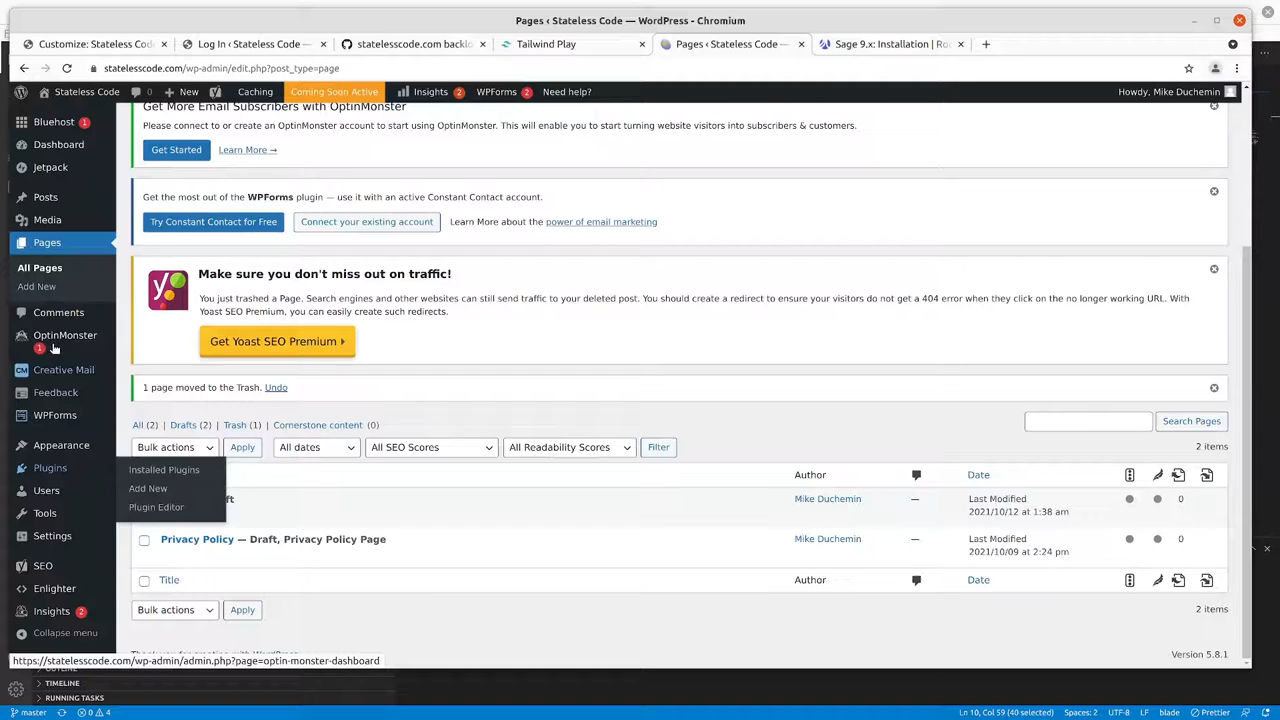 Pages ‹ Stateless Code — WordPress - Chromium
Customize: Stateless C
Log In ‹ Stateless Code —
statelesscode.com backlo
Tailwind Play
Pages ‹ Stateless Code —
Sage 9.x: Installation | Ro
statelesscode.com/wp-admin/edit.php?post_type=page
Stateless Code
0
New
Caching
Coming Soon Active
Insights 2
WPForms 2
Need help?
Howdy, Mike Duchemin
Bluehost 1
Dashboard
Jetpack
Posts
Media
Pages
All Pages
Add New
Comments
OptinMonster
1
Creative Mail
Feedback
WPForms
Appearance
Plugins
Users
Tools
Settings
SEO
Enlighter
Insights 2
Collapse menu
Installed Plugins
Add New
Plugin Editor
Get More Email Subscribers with OptinMonster
Please connect to or create an OptinMonster account to start using OptinMonster. This will enable you to start turning website visitors into subscribers & customers.
Get Started
Learn More →
Get the most out of the WPForms plugin — use it with an active Constant Contact account.
Try Constant Contact for Free
Connect your existing account
Learn More about the power of email marketing
Make sure you don't miss out on traffic!
You just trashed a Page. Search engines and other websites can still send traffic to your deleted post. You should create a redirect to ensure your visitors do not get a 404 error when they click on the no longer working URL. With
Yoast SEO Premium, you can easily create such redirects.
Get Yoast SEO Premium
1 page moved to the Trash. Undo
All (2) | Drafts (2) | Trash (1) | Cornerstone content (0)
Search Pages
Bulk actions
Apply
All dates
All SEO Scores
All Readability Scores
Filter
2 items
Author
Date
ft
Mike Duchemin
—
Last Modified
2021/10/12 at 1:38 am
0
Privacy Policy — Draft, Privacy Policy Page
Mike Duchemin
—
Last Modified
2021/10/09 at 2:24 pm
0
Title
Author
Date
Bulk actions
Apply
2 items
Version 5.8.1
https://statelesscode.com/wp-admin/admin.php?page=optin-monster-dashboard
TIMELINE
RUNNING TASKS
master
0
4
Ln 10, Col 59 (40 selected)
Spaces: 2
UTF-8
LF
blade
Prettier